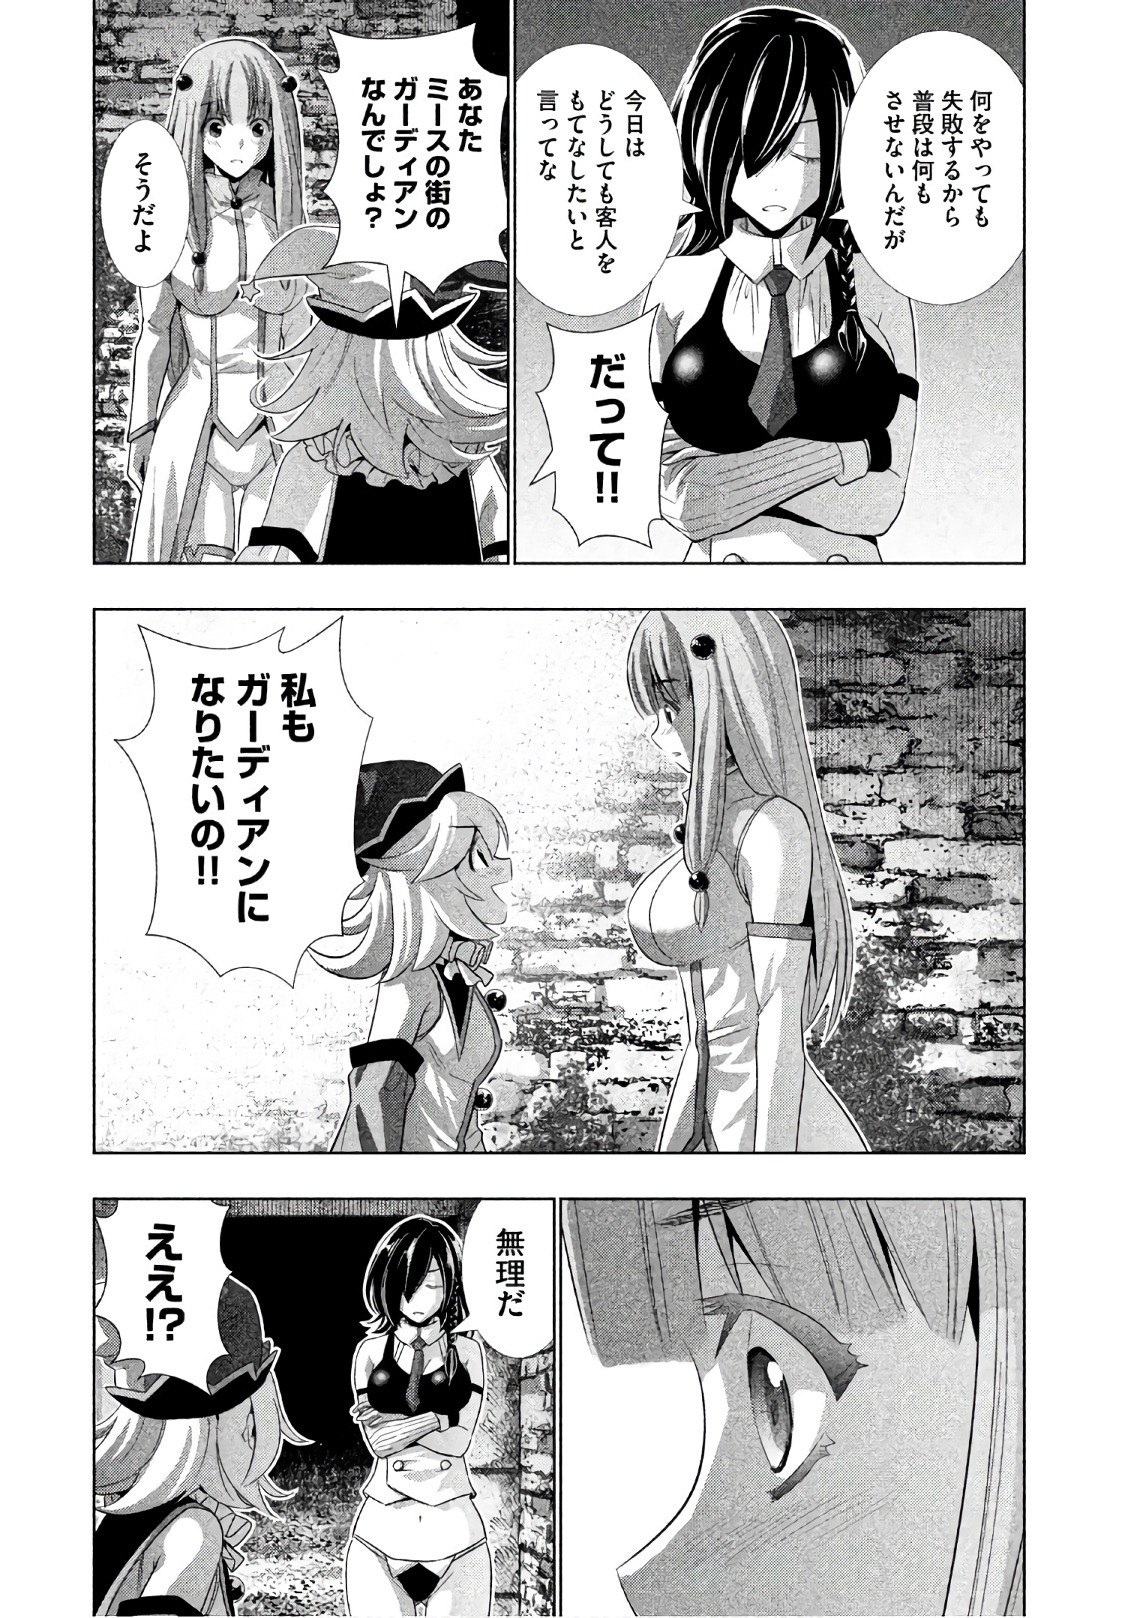 何をやっても
失敗するから
普段は何も
させないんだが
今日は
どうしても客人を
もてなしたいと
言ってな
だって!!
あなた
ミースの街の
ガーディアン
なんでしょ?
そうだよ
私も
ガーディアンに
なりたいの!!
無理だ
ええ!?